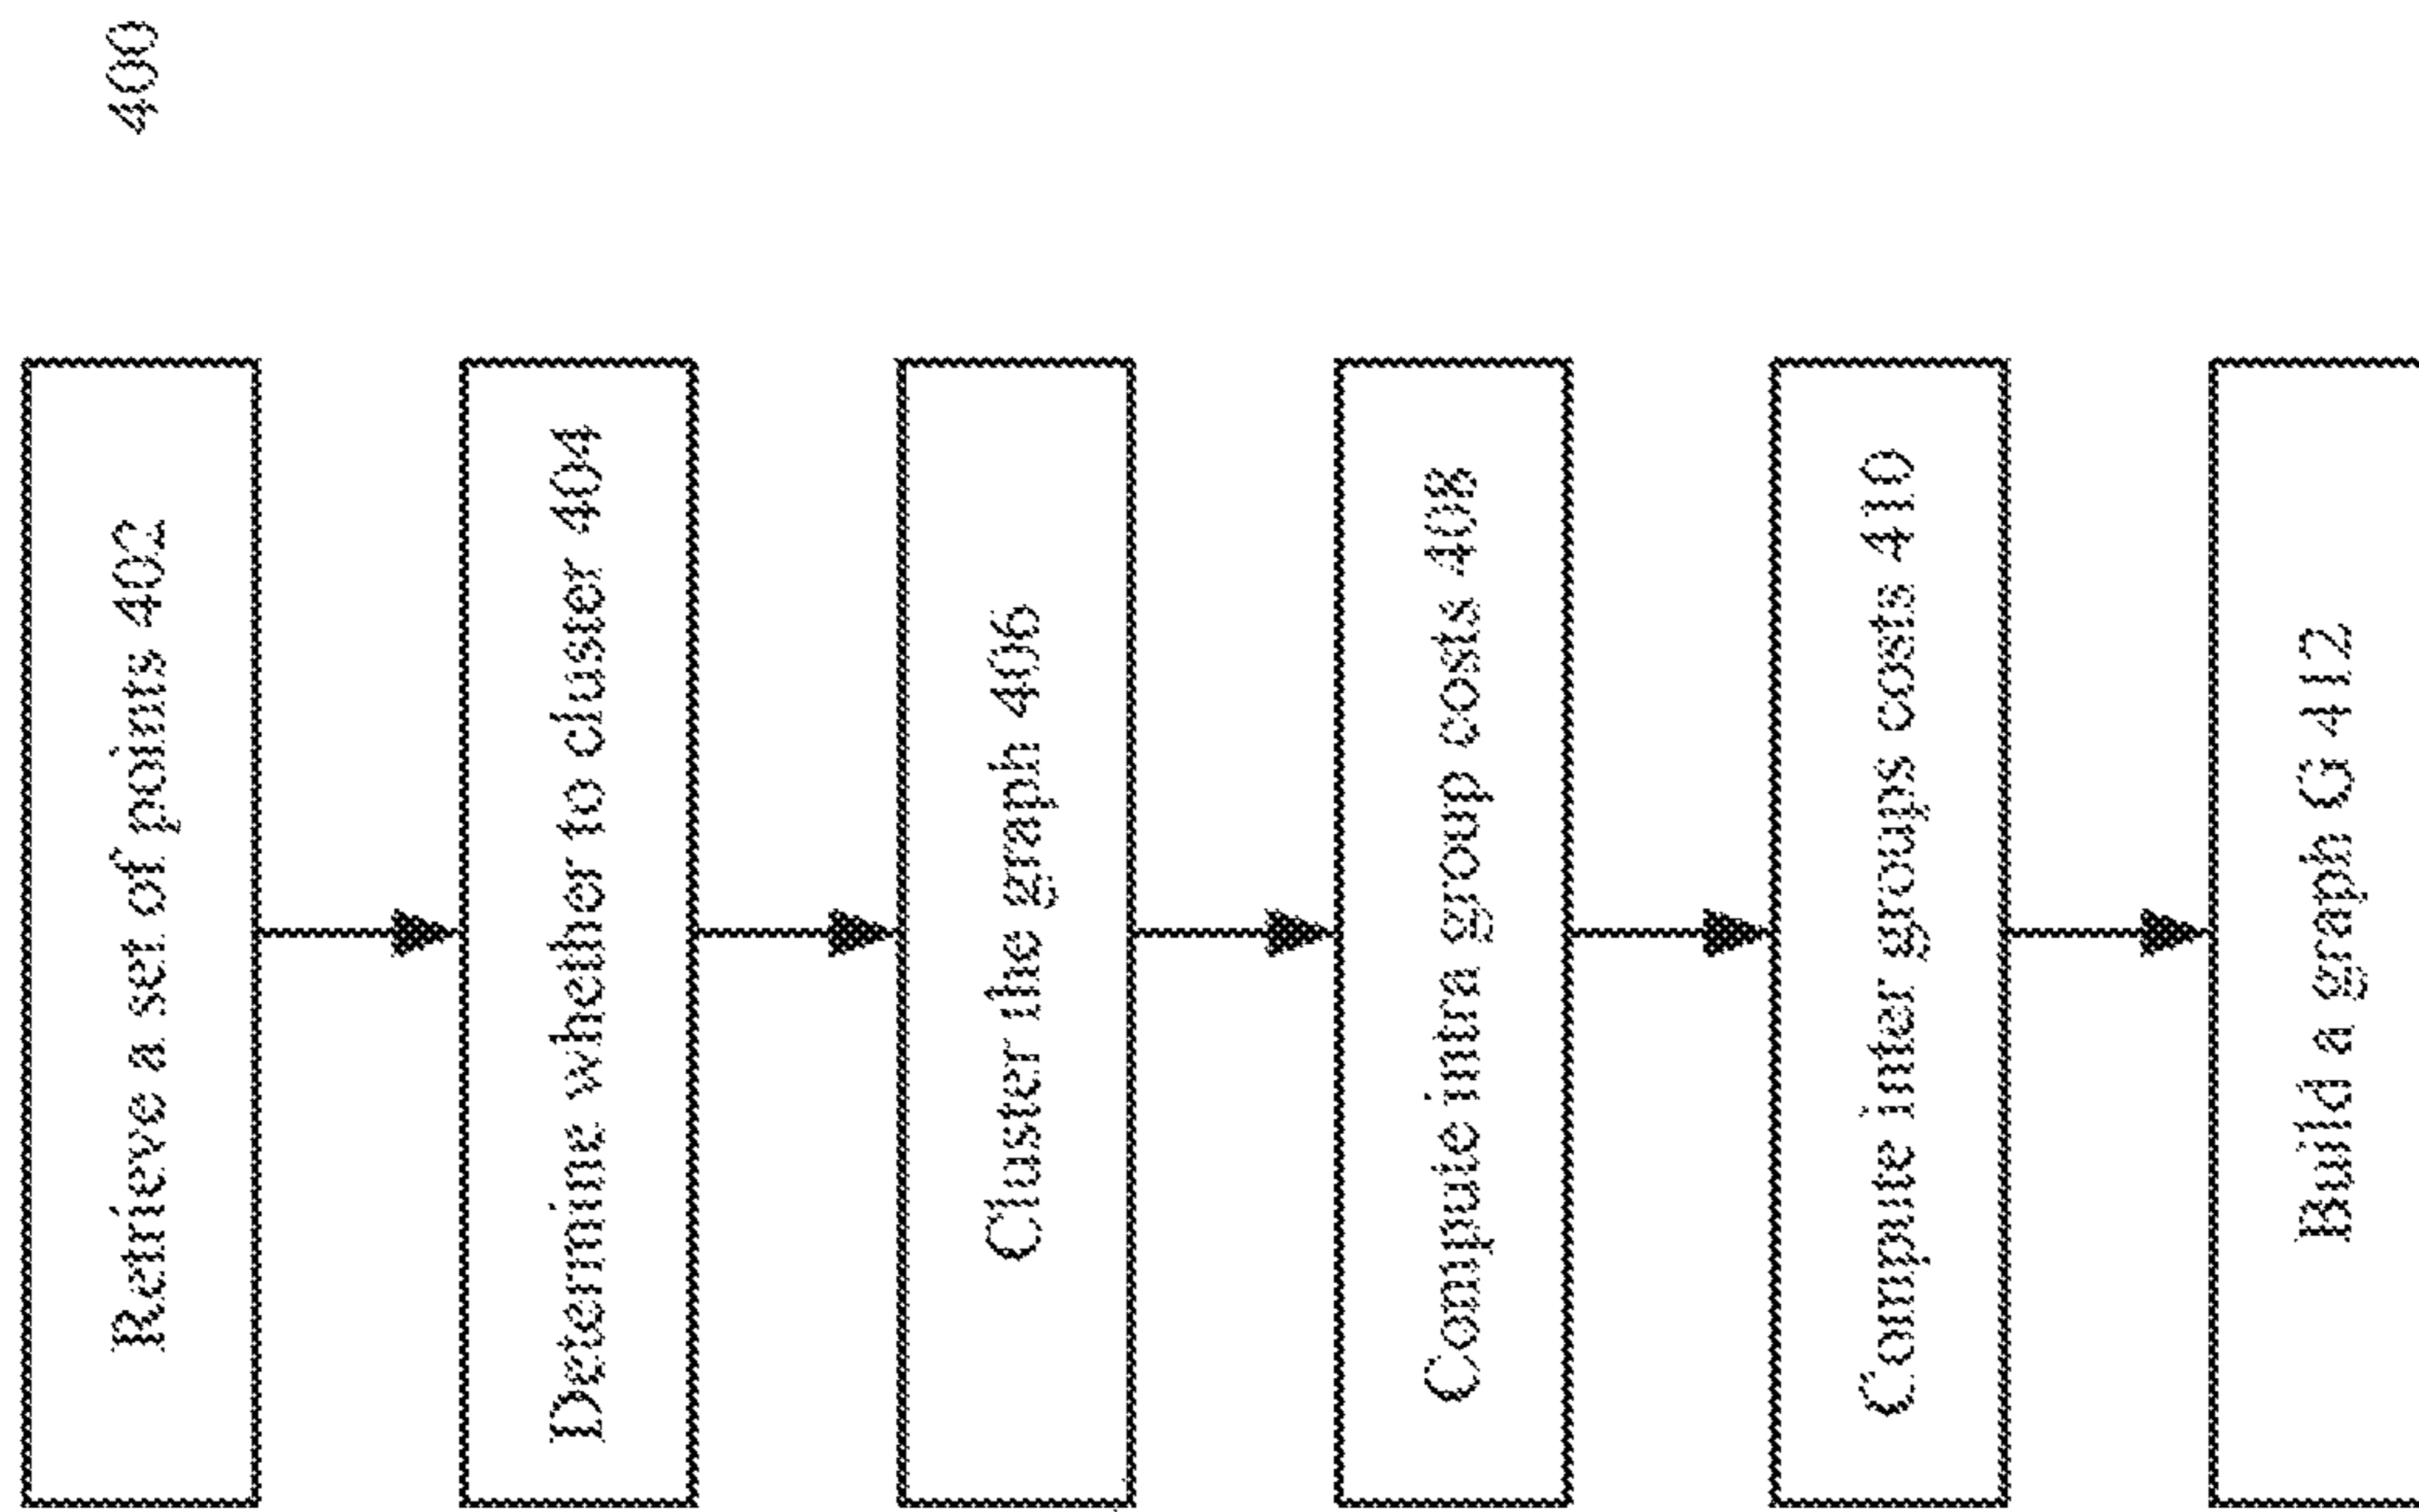 400
Retrieve a set of points 402
Determine whether to cluser 404
Cluster the graph 406
Compute intra group costs 408
Compute inter groups costs 410
Build a graph G 412